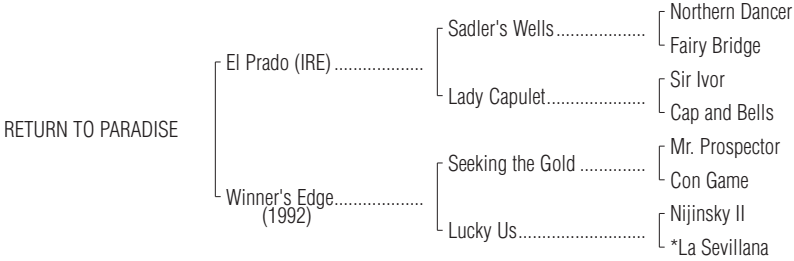 Northern Dancer
Sadler's Wells...................
Fairy Bridge
El Prado (IRE) ...................
Sir Ivor
Lady Capulet.....................
Cap and Bells
RETURN TO PARADISE
Mr. Prospector
Seeking the Gold ..............
Con Game
Winner's Edge...................
(1992)
Nijinsky II
Lucky Us...........................
*La Sevillana